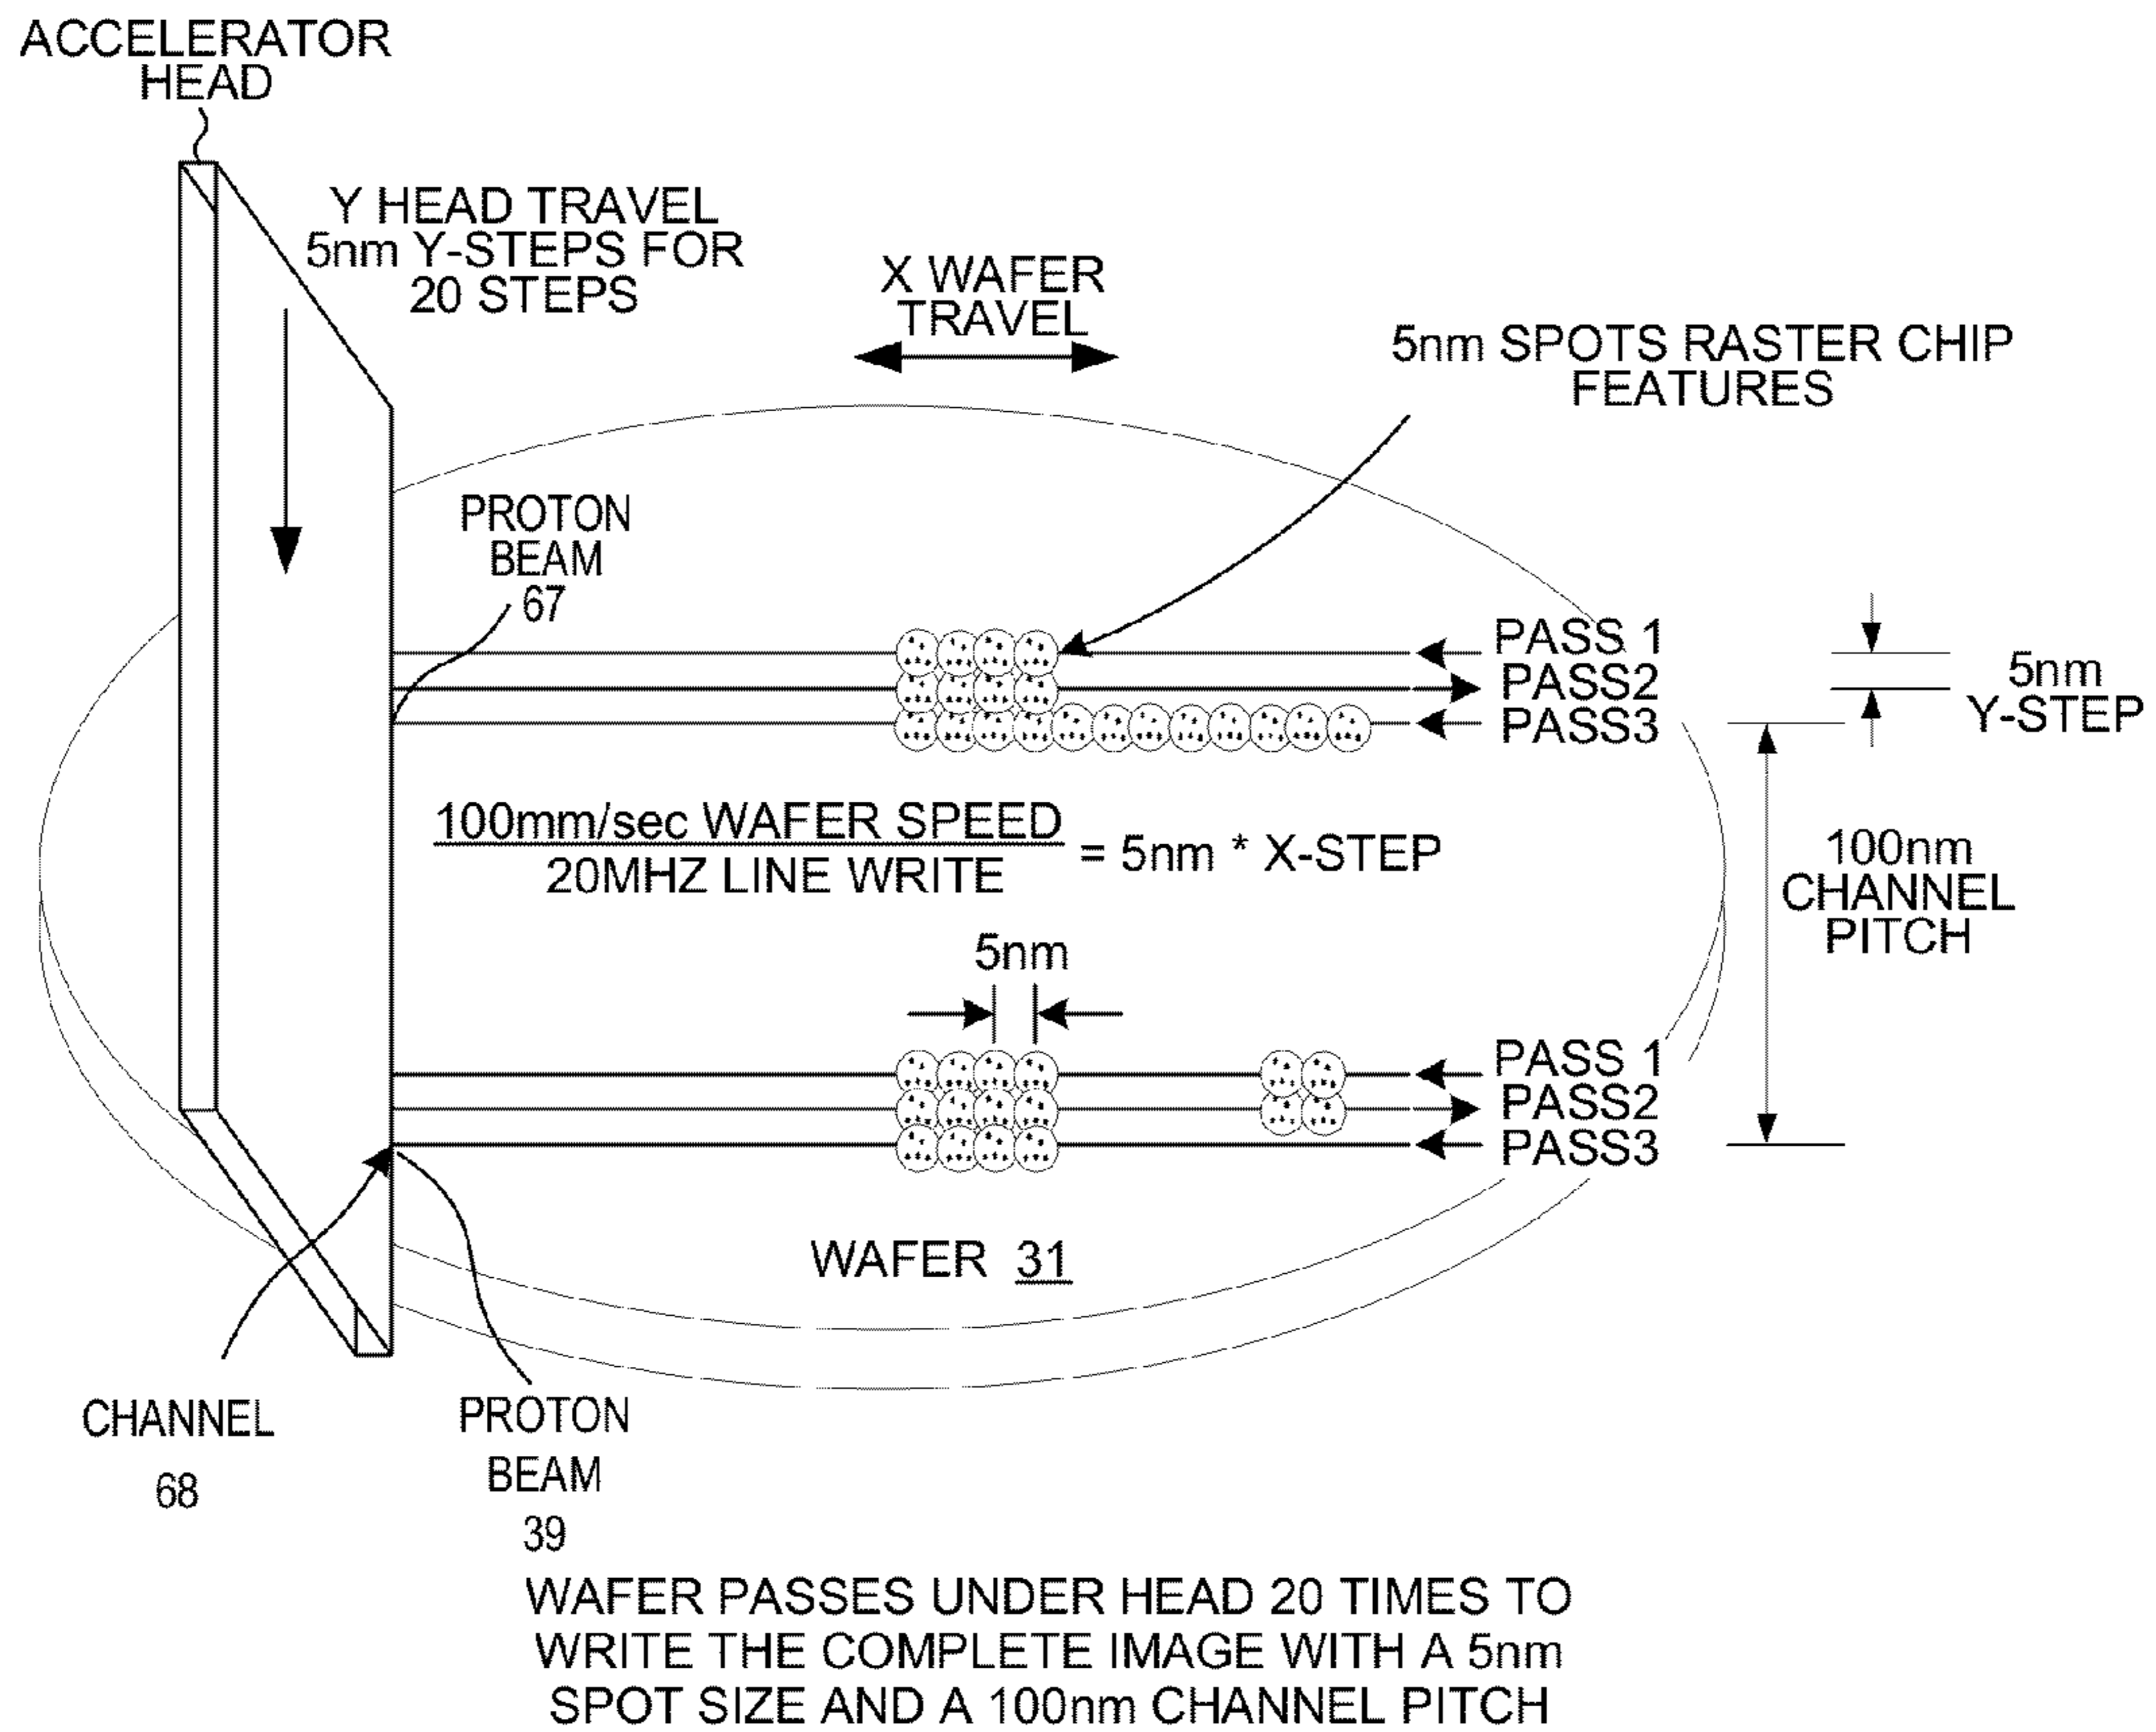 ACCELERATOR
HEAD
Y HEAD TRAVEL
5nm Y-STEPS FOR
20 STEPS
X WAFER
TRAVEL
5nm SPOTS RASTER CHIP
FEATURES
PROTON
BEAM
67
PASS 1
PASS2
PASS3
5nm
Y-STEP
100mm/sec WAFER SPEED
20MHZ LINE WRITE
= 5nm * X-STEP
100nm
CHANNEL
PITCH
5nm
PASS 1
PASS2
PASS3
WAFER 31
CHANNEL
68
PROTON
BEAM
39
WAFER PASSES UNDER HEAD 20 TIMES TO
WRITE THE COMPLETE IMAGE WITH A 5nm
SPOT SIZE AND A 100nm CHANNEL PITCH